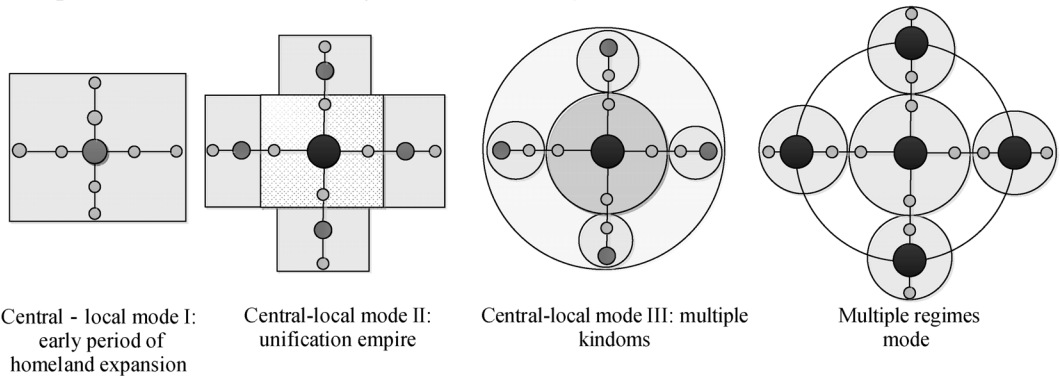 Central - local mode I:
early period of
homeland expansion
Central-local mode II:
unification empire
Central-local mode III: multiple
kindoms
Multiple regimes
mode